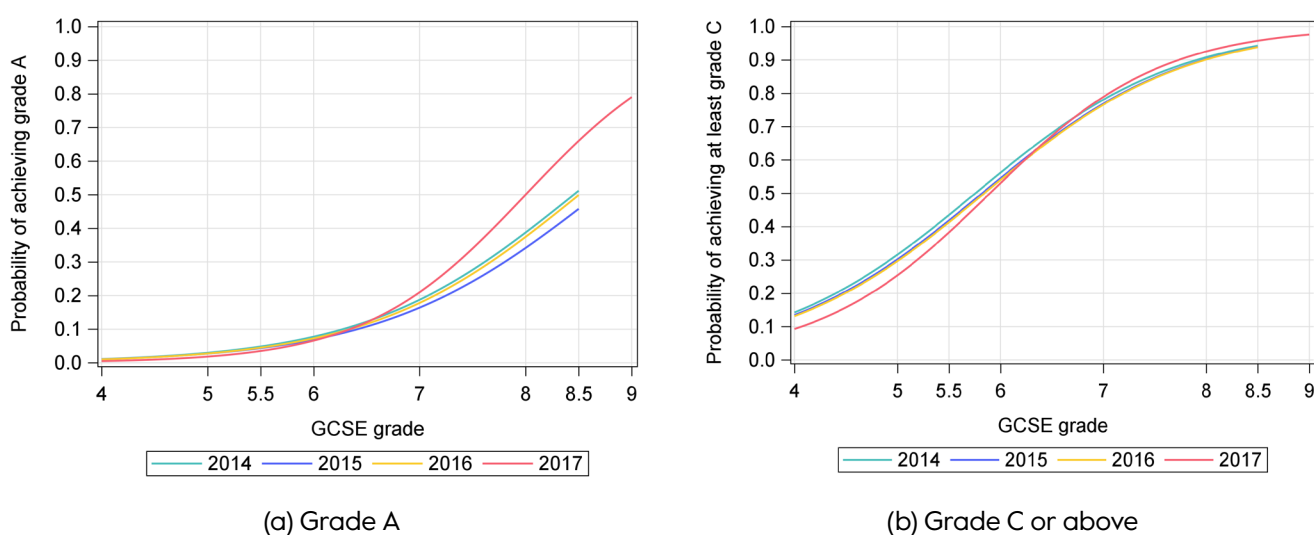 Probability of achieving grade A
1.0
0.9
0.8
0.7
0.6
0.5
0.4
0.3
0.2
0.1
0.0
4 5 5.5 6 7 8 8.5 9
GCSE grade
2014 2015 2016 2017
(a) Grade A
Probability of achieving at least grade C
1.0
0.9
0.8
0.7
0.6
0.5
0.4
0.3
0.2
0.1
0.0
4 5 5.5 6 7 8 8.5 9
GCSE grade
2014 2015 2016 2017
(b) Grade C or above